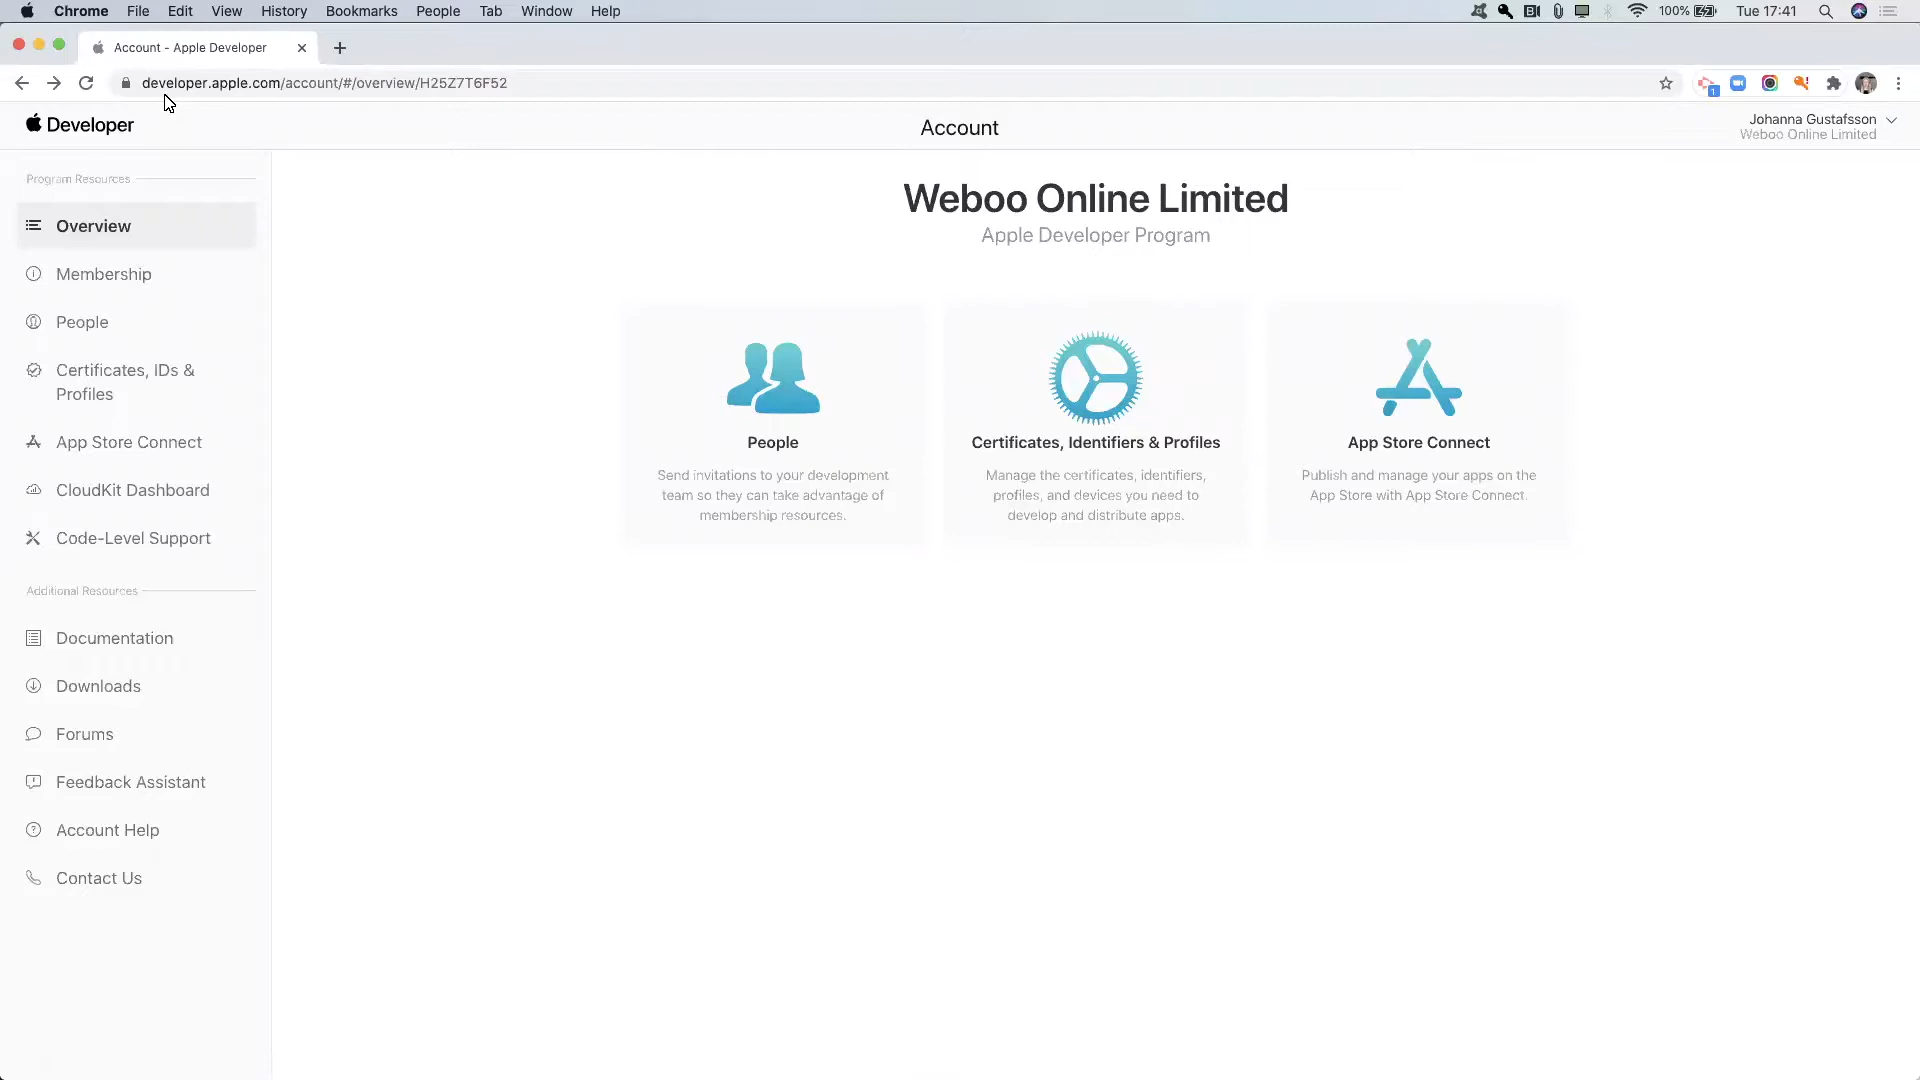 Chrome File Edit View History Bookmarks People Tab Window Help
100% Tue 17:41
Account - Apple Developer
developer.apple.com/account/#/overview/H25Z7T6F52
1
Developer
Account
Johanna Gustafsson
Weboo Online Limited
Program Resources
Overview
Membership
People
Certificates, IDs &
Profiles
App Store Connect
CloudKit Dashboard
Code-Level Support
Additional Resources
Documentation
Downloads
Forums
Feedback Assistant
Account Help
Contact Us
Weboo Online Limited
Apple Developer Program
People
Send invitations to your development
team so they can take advantage of
membership resources.
Certificates, Identifiers & Profiles
Manage the certificates, identifiers,
profiles, and devices you need to
develop and distribute apps.
App Store Connect
Publish and manage your apps on the
App Store with App Store Connect.